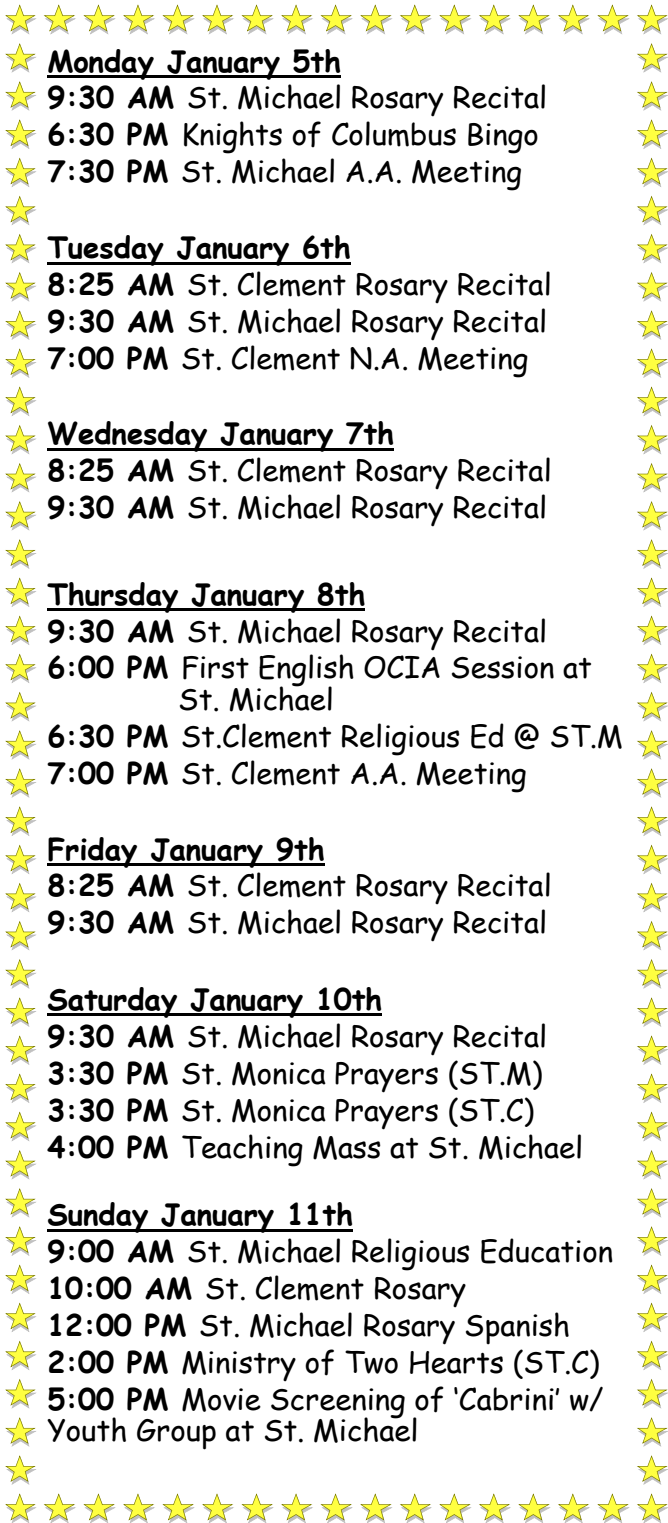 Monday January 5th
9:30 AM St. Michael Rosary Recital
6:30 PM Knights of Columbus Bingo
7:30 PM St. Michael A.A. Meeting
Tuesday January 6th
8:25 AM St. Clement Rosary Recital
9:30 AM St. Michael Rosary Recital
7:00 PM St. Clement N.A. Meeting
Wednesday January 7th
8:25 AM St. Clement Rosary Recital
9:30 AM St. Michael Rosary Recital
Thursday January 8th
9:30 AM St. Michael Rosary Recital
6:00 PM First English OCIA Session at
St. Michael
6:30 PM St.Clement Religious Ed @ ST.M
7:00 PM St. Clement A.A. Meeting
Friday January 9th
8:25 AM St. Clement Rosary Recital
9:30 AM St. Michael Rosary Recital
Saturday January 10th
9:30 AM St. Michael Rosary Recital
3:30 PM St. Monica Prayers (ST.M)
3:30 PM St. Monica Prayers (ST.C)
4:00 PM Teaching Mass at St. Michael
Sunday January 11th
9:00 AM St. Michael Religious Education
10:00 AM St. Clement Rosary
12:00 PM St. Michael Rosary Spanish
2:00 PM Ministry of Two Hearts (ST.C)
5:00 PM Movie Screening of ‘Cabrini’ w/
Youth Group at St. Michael